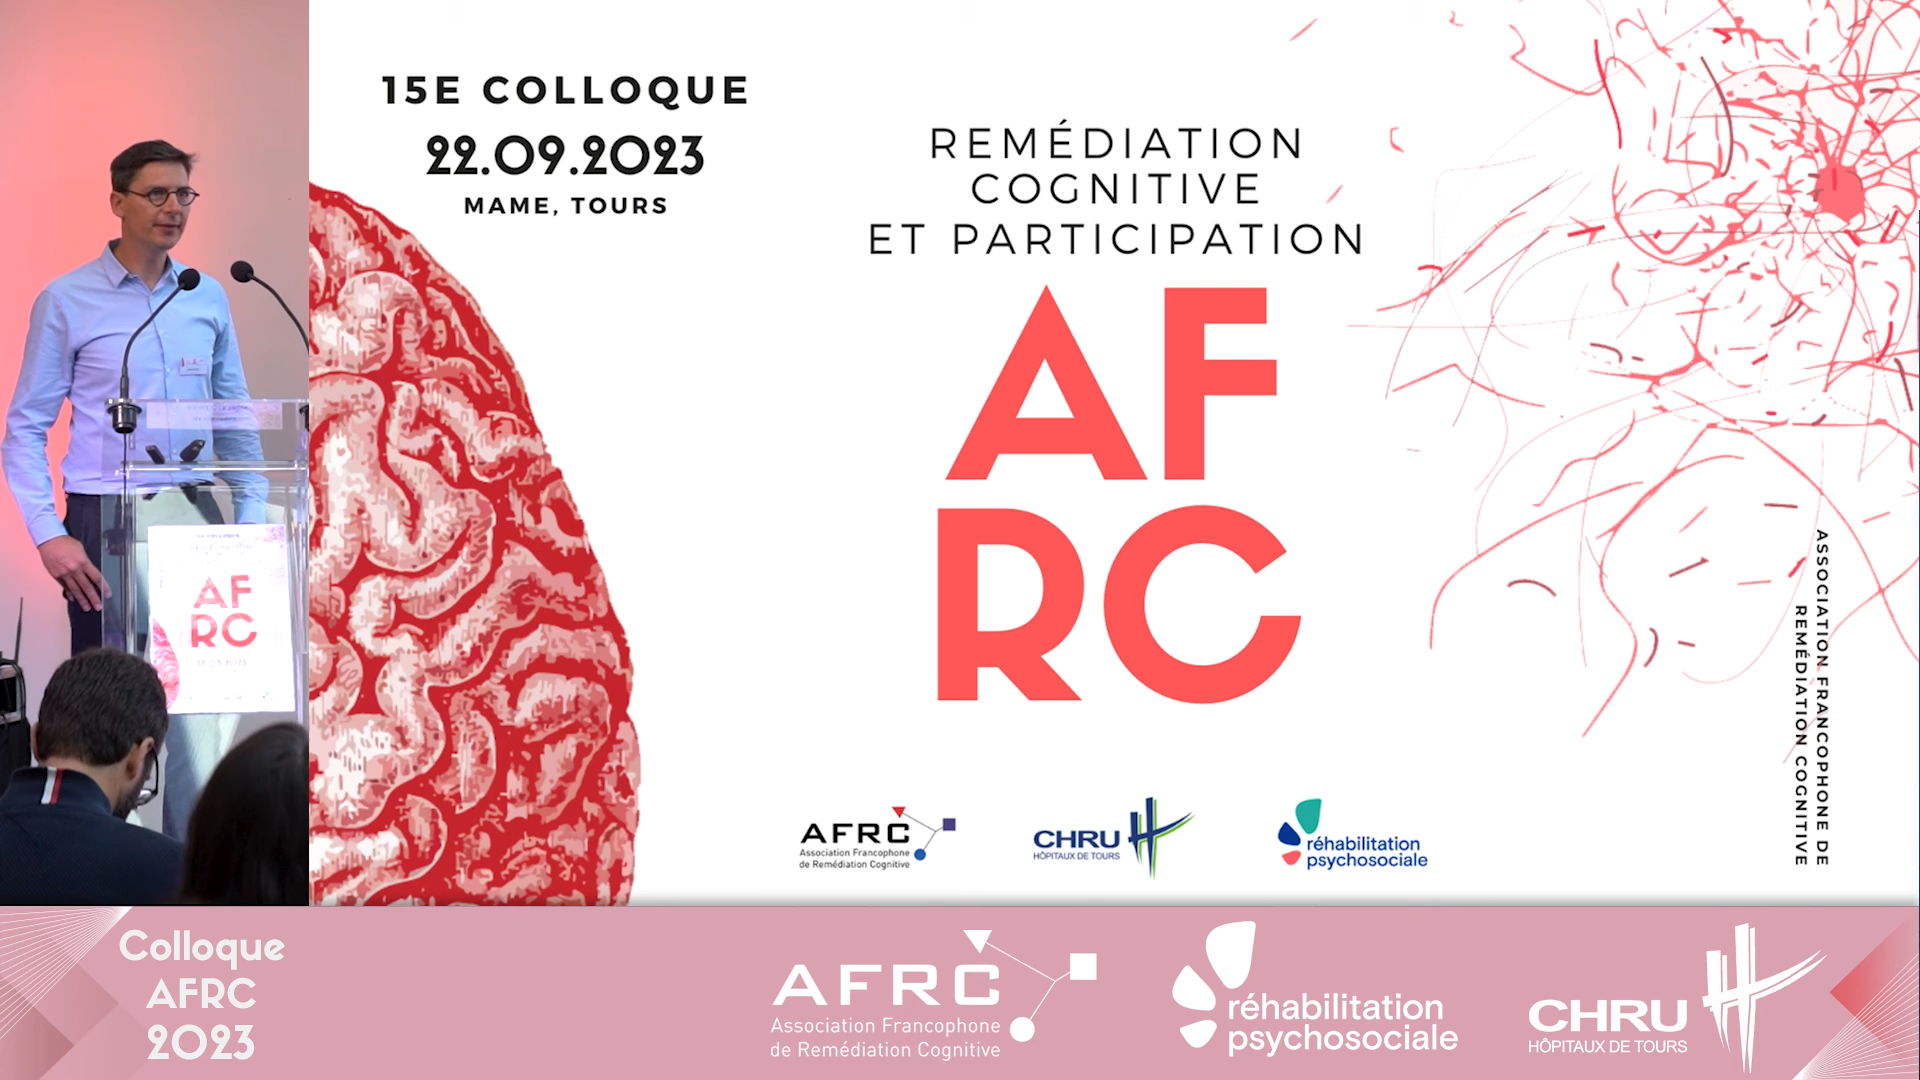 15E COLLOQUE
22.09.2023
MAME, TOURS
REMÉDIATION
COGNITIVE
ET PARTICIPATION
AF
RC
ASSOCIATION FRANCOPHONE DE
REMÉDIATION COGNITIVE
AFRC
Association Francophone
de Remédiation Cognitive
CHRU
HÔPITAUX DE TOURS
réhabilitation
psychosociale
AF
RC
Colloque
AFRC
2023
AFRC
Association Francophone
de Remédiation Cognitive
réhabilitation
psychosociale
CHRU
HÔPITAUX DE TOURS